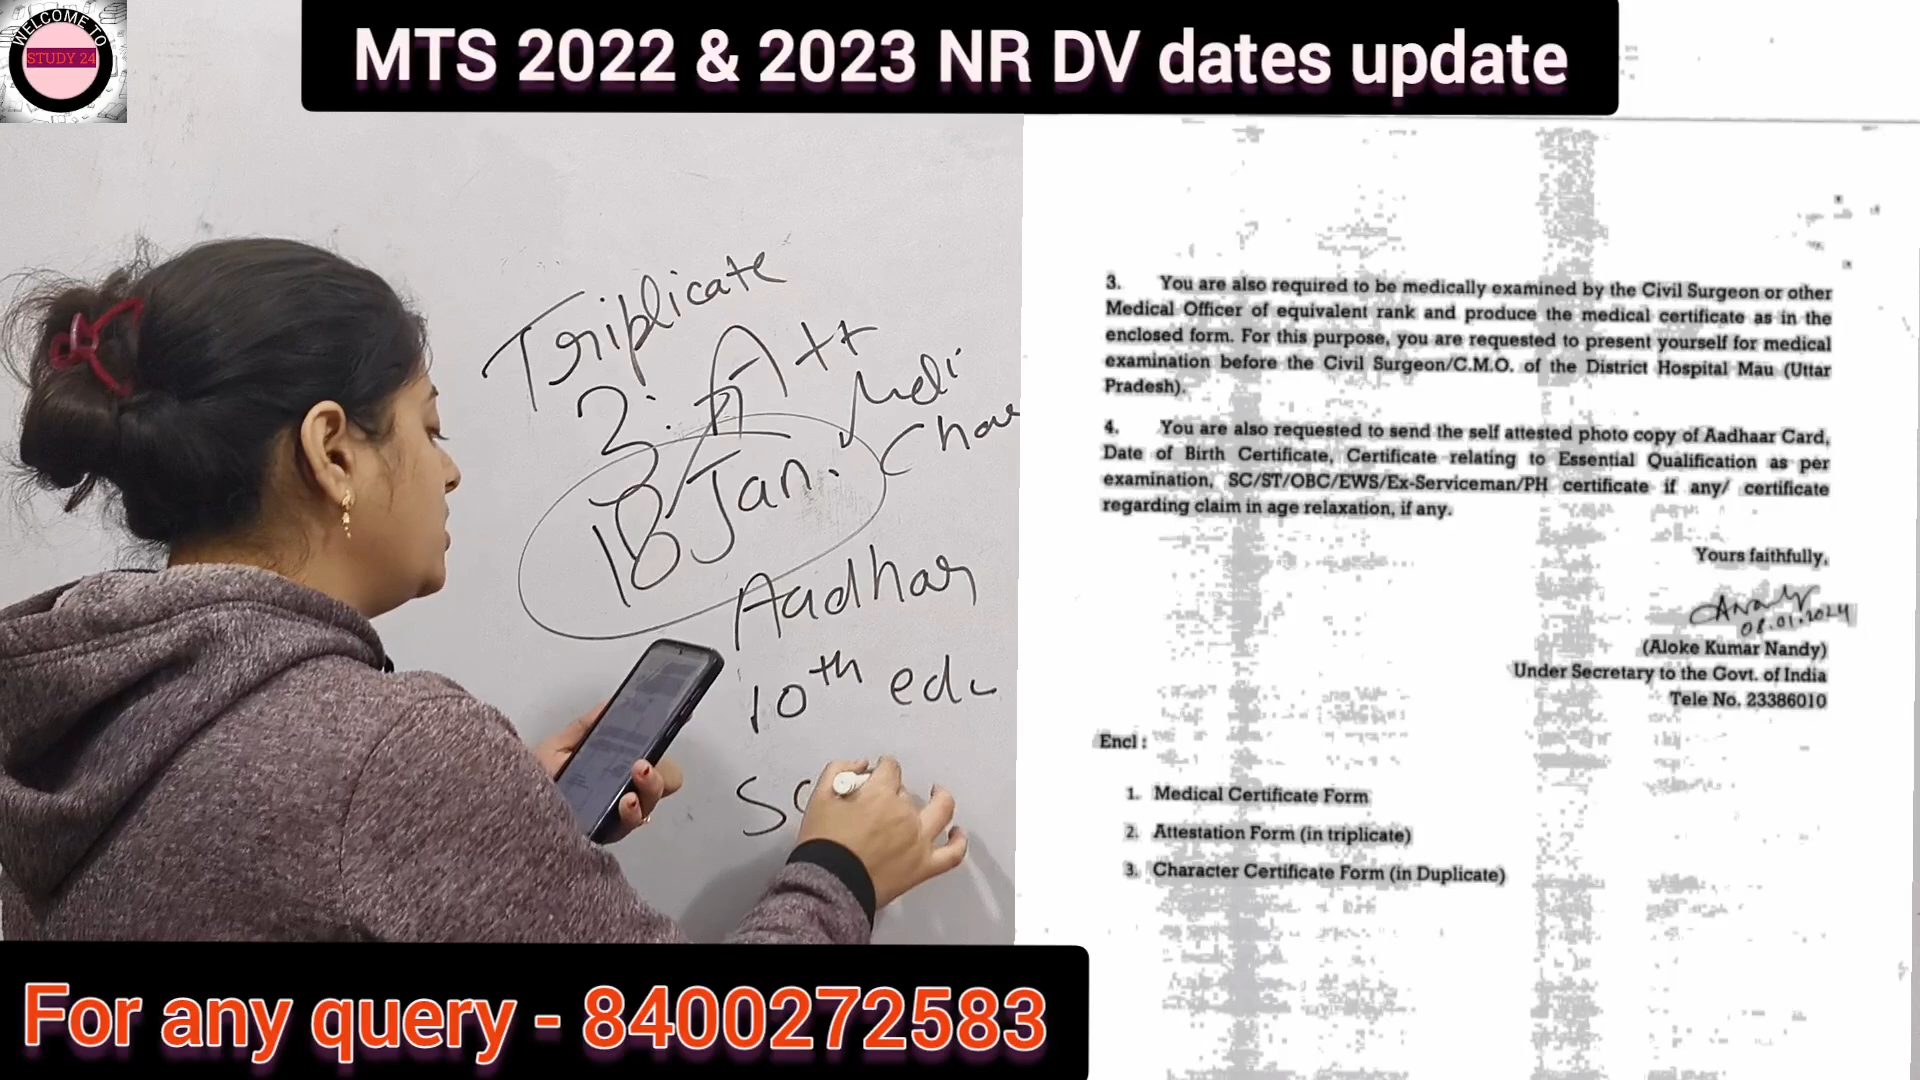 WELCOME TO
STUDY 24
MTS 2022 & 2023 NR DV dates update
Triplicate
2. Att
Medi
Char
18 Jan.
Aadhar
10th edu
SC
3. You are also required to be medically examined by the Civil Surgeon or other
Medical Officer of equivalent rank and produce the medical certificate as in the
enclosed form. For this purpose, you are requested to present yourself for medical
examination before the Civil Surgeon/C.M.O. of the District Hospital Mau (Uttar
Pradesh).
4. You are also requested to send the self attested photo copy of Aadhaar Card,
Date of Birth Certificate, Certificate relating to Essential Qualification as per
examination, SC/ST/OBC/EWS/Ex-Serviceman/PH certificate if any/ certificate
regarding claim in age relaxation, if any.
Yours faithfully,
08.01.2024
(Aloke Kumar Nandy)
Under Secretary to the Govt. of India
Tele No. 23386010
Encl :
1. Medical Certificate Form
2. Attestation Form (in triplicate)
3. Character Certificate Form (in Duplicate)
For any query - 8400272583